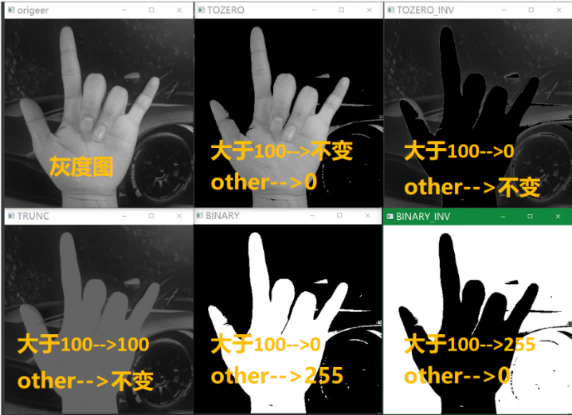 origeer
TOZERO
TOZERO_INV
灰度图
大于100-->不变
other-->0
大于100-->0
other-->不变
TRUNC
BINARY
BINARY_INV
大于100-->100
other-->不变
大于100-->0
other-->255
大于100-->255
other-->0